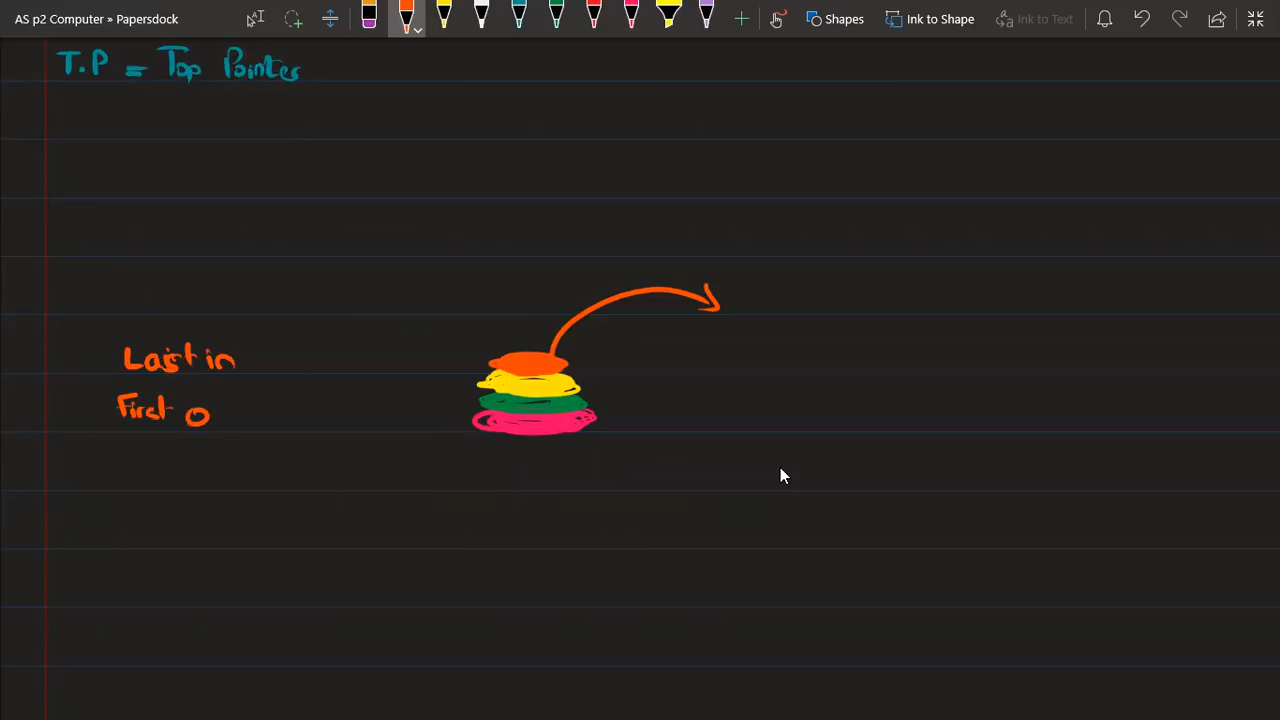 AS p2 Computer » Papersdock
Shapes
Ink to Shape
Ink to Text
T.P = Top Pointer
Last in
First o